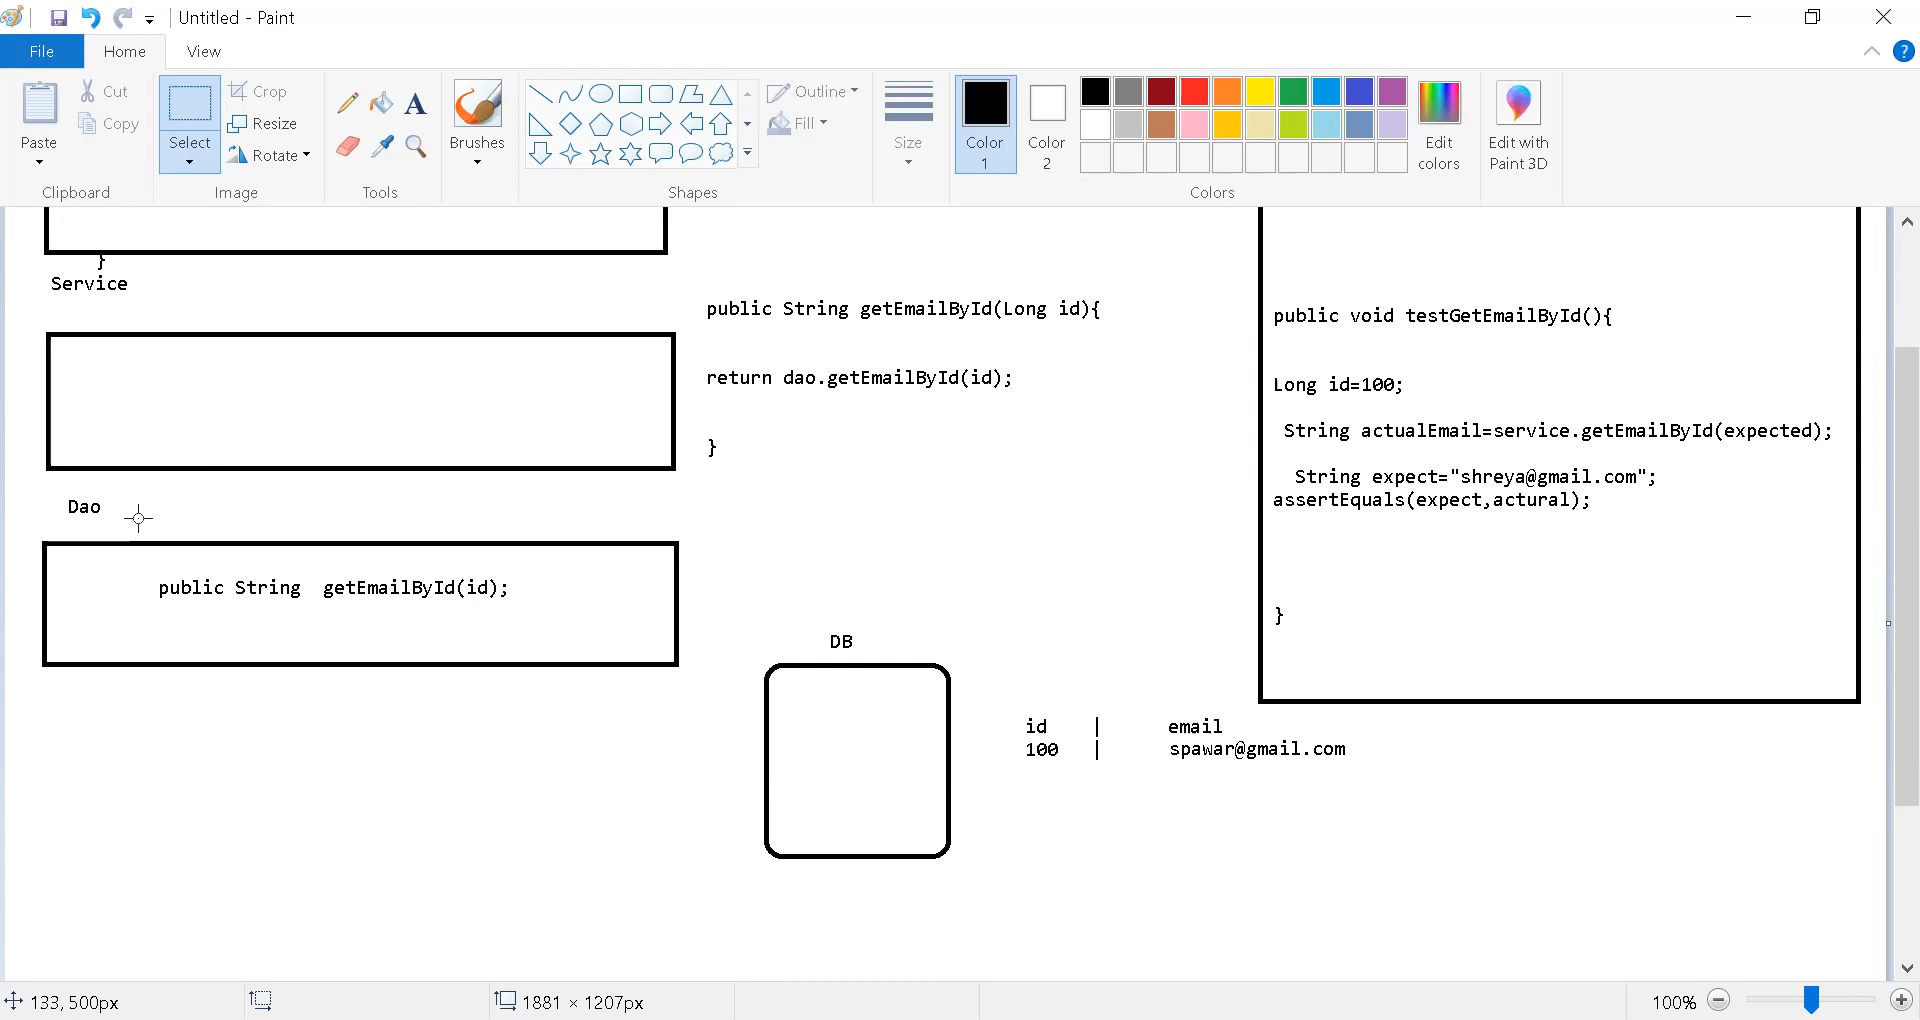 Untitled - Paint
File
Home
View
Paste
Cut
Copy
Clipboard
Select
Crop
Resize
Rotate
Image
Tools
Brushes
Shapes
Outline
Fill
Size
Color
1
Color
2
Edit
colors
Colors
Edit with
Paint 3D
}
Service
Dao
public String  getEmailById(id);
public String getEmailById(Long id){
return dao.getEmailById(id);
}
DB
id | email
100 | spawar@gmail.com
public void testGetEmailById(){
Long id=100;
String actualEmail=service.getEmailById(expected);
String expect="shreya@gmail.com";
assertEquals(expect,actural);
}
133, 500px
1881 × 1207px
100%